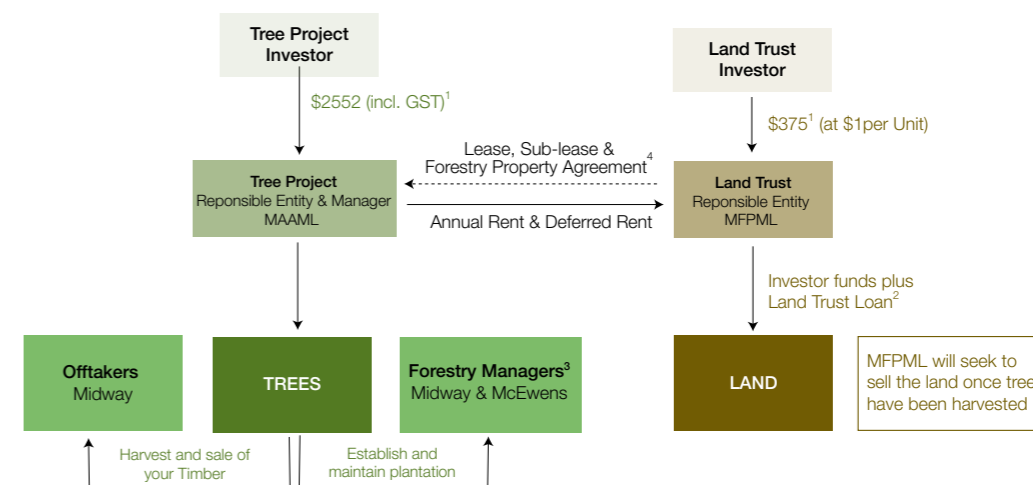 Tree Project
Investor
Land Trust
Investor
$2552 (incl. GST)1
$3751 (at $1per Unit)
Lease, Sub-lease &
Forestry Property Agreement4
Tree Project
Reponsible Entity & Manager
MAAML
Land Trust
Reponsible Entity
MFPML
Annual Rent & Deferred Rent
Investor funds plus
Land Trust Loan2
Offtakers
Midway
TREES
Forestry Managers3
Midway & McEwens
LAND
MFPML will seek to
sell the land once tree
have been harvested
Harvest and sale of
your Timber
Establish and
maintain plantation